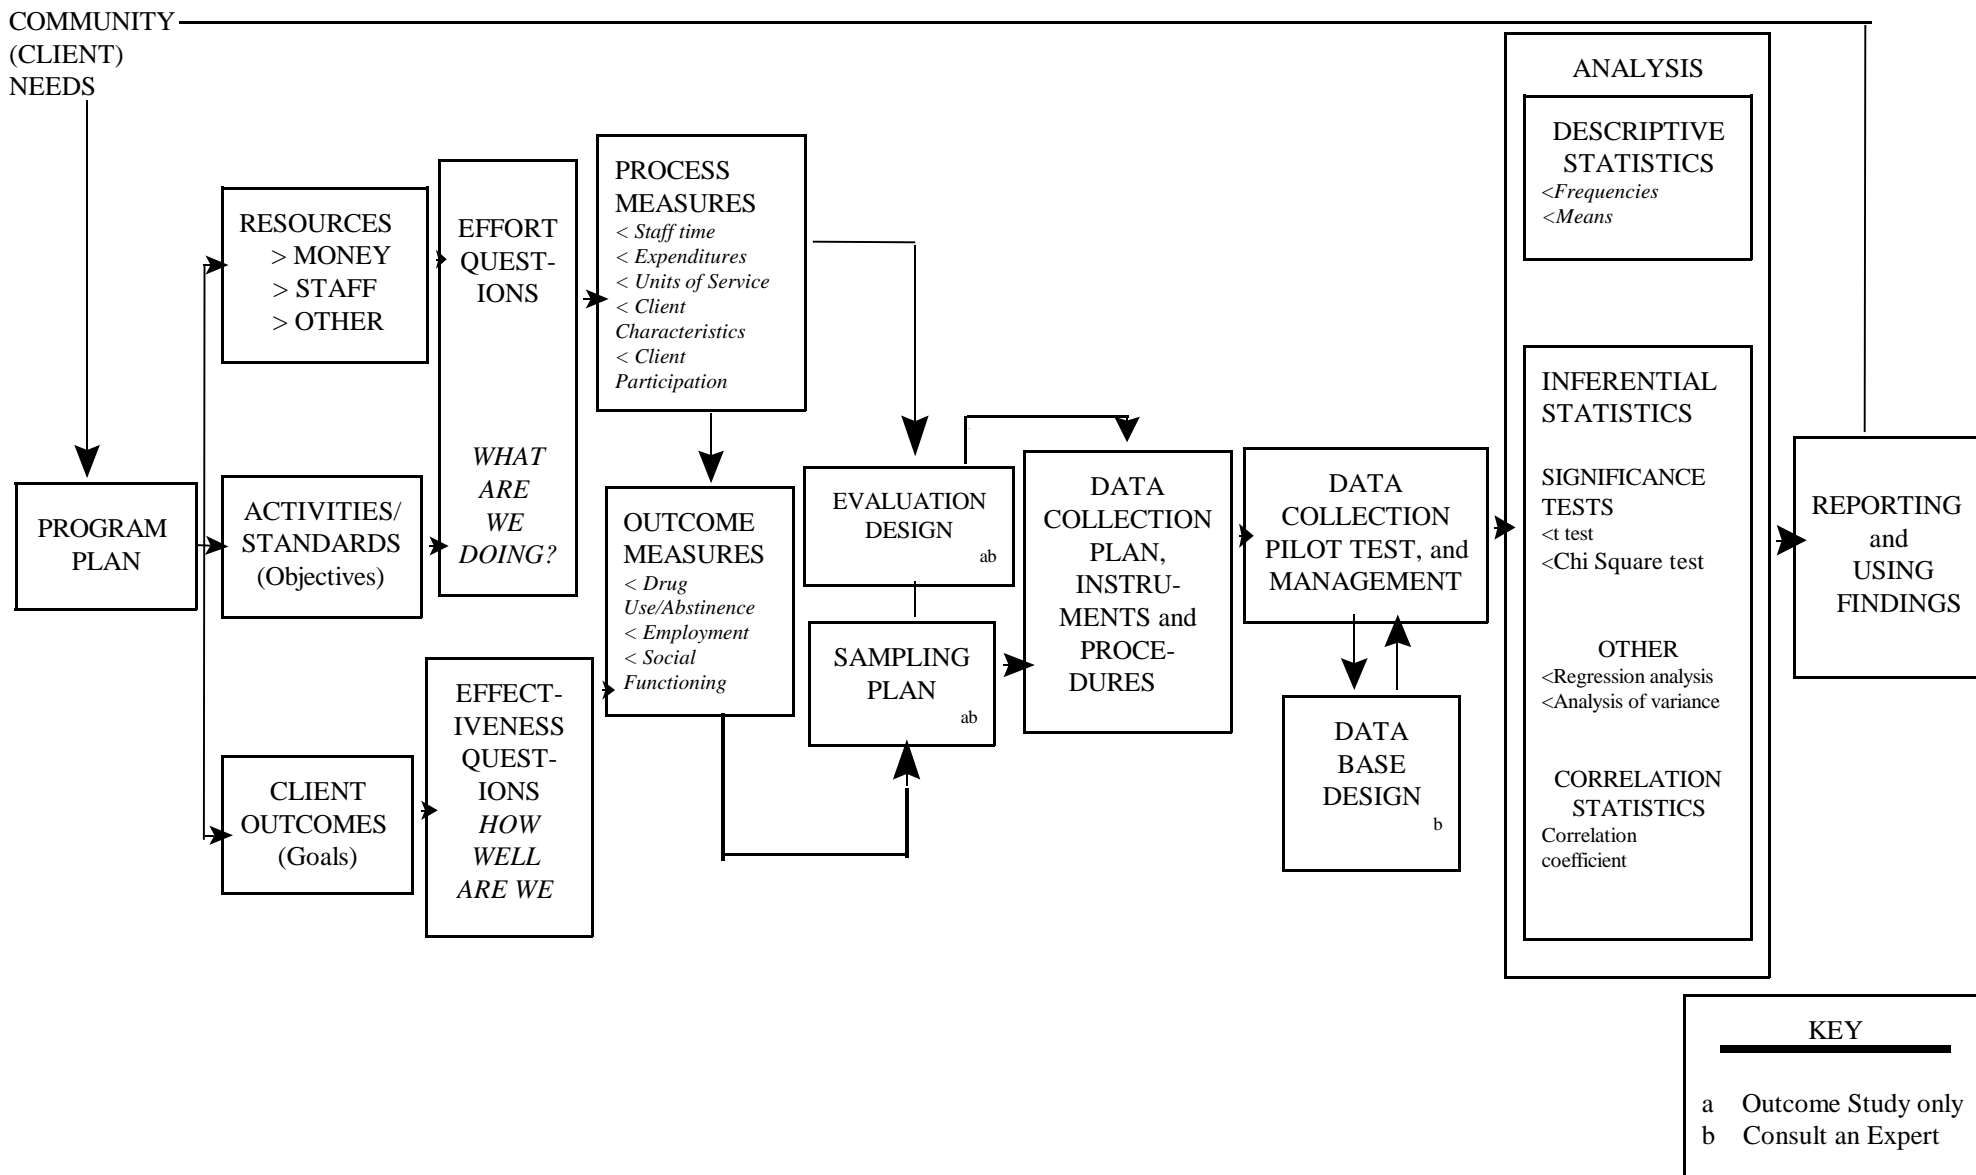 COMMUNITY
(CLIENT)
NEEDS
PROGRAM
PLAN
RESOURCES
> MONEY
> STAFF
> OTHER
ACTIVITIES/
STANDARDS
(Objectives)
CLIENT
OUTCOMES
(Goals)
EFFORT
QUEST-
IONS
WHAT
ARE
WE
DOING?
EFFECT-
IVENESS
QUEST-
IONS
HOW
WELL
ARE WE
PROCESS
MEASURES
< Staff time
< Expenditures
< Units of Service
< Client
Characteristics
< Client
Participation
OUTCOME
MEASURES
< Drug
Use/Abstinence
< Employment
< Social
Functioning
EVALUATION
DESIGN
ab
SAMPLING
PLAN
ab
DATA
COLLECTION
PLAN,
INSTRU-
MENTS and
PROCE-
DURES
DATA
COLLECTION
PILOT TEST, and
MANAGEMENT
DATA
BASE
DESIGN
b
ANALYSIS
DESCRIPTIVE
STATISTICS
<Frequencies
<Means
INFERENTIAL
STATISTICS
SIGNIFICANCE
TESTS
<t test
<Chi Square test
OTHER
<Regression analysis
<Analysis of variance
CORRELATION
STATISTICS
Correlation
coefficient
REPORTING
and
USING
FINDINGS
KEY
a Outcome Study only
b Consult an Expert